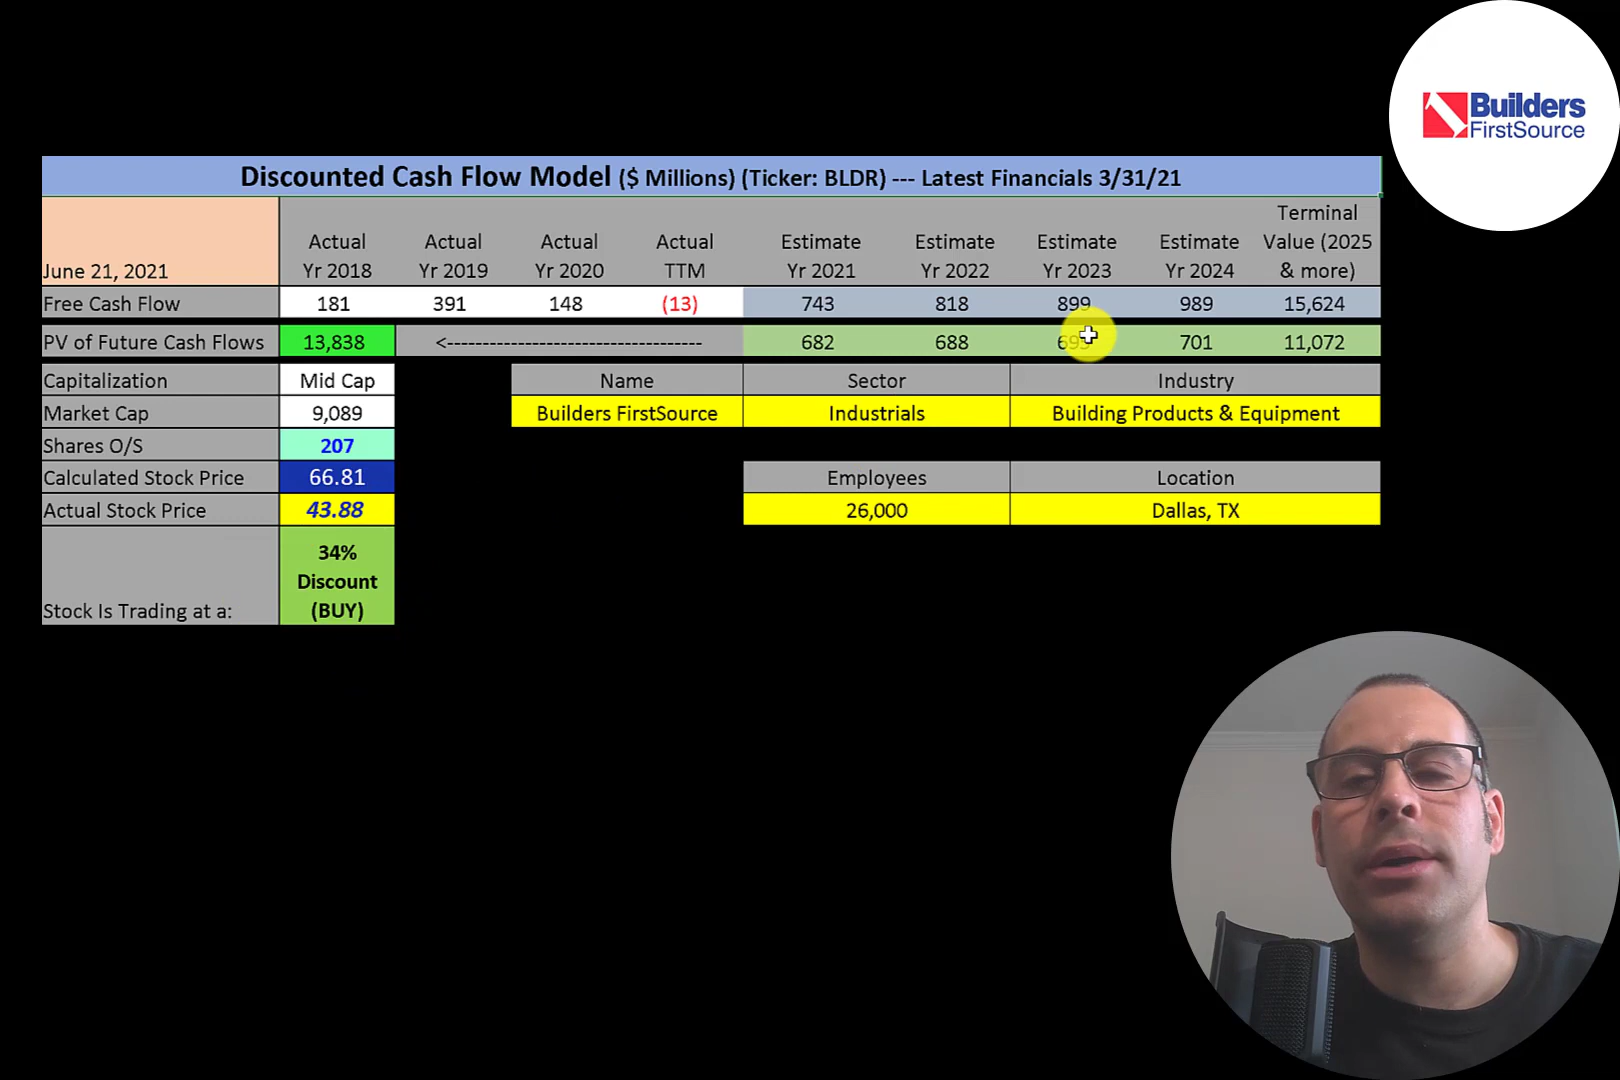 Builders
FirstSource
Discounted Cash Flow Model ($ Millions) (Ticker: BLDR) --- Latest Financials 3/31/21
June 21, 2021
Actual Yr 2018
Actual Yr 2019
Actual Yr 2020
Actual TTM
Estimate Yr 2021
Estimate Yr 2022
Estimate Yr 2023
Estimate Yr 2024
Terminal Value (2025 & more)
Free Cash Flow 181 391 148 (13) 743 818 899 989 15,624
PV of Future Cash Flows 13,838 <------------------------------------ 682 688 701 11,072
Capitalization Mid Cap Name Sector Industry
Market Cap 9,089 Builders FirstSource Industrials Building Products & Equipment
Shares O/S 207
Calculated Stock Price 66.81 Employees Location
Actual Stock Price 43.88 26,000 Dallas, TX
Stock Is Trading at a: 34% Discount (BUY)